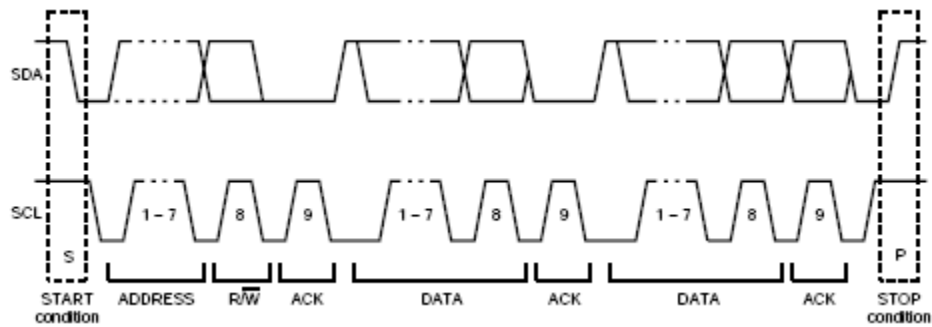 SDA
SCL
1 – 7 8 9 1 – 7 8 9 1 – 7 8 9
S P
START condition ADDRESS R/W̅ ACK DATA ACK DATA ACK STOP condition